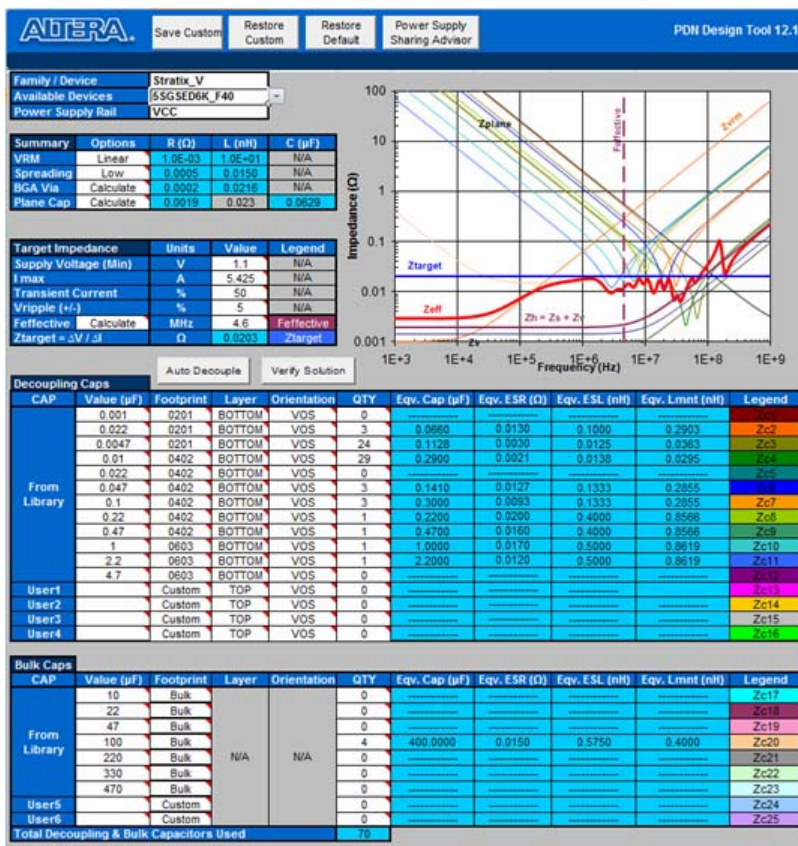 ALTERA.
Save Custom
Restore Custom
Restore Default
Power Supply Sharing Advisor
PDN Design Tool 12.1
Family / Device Stratix_V
Available Devices 5SGSED6K_F40
Power Supply Rail VCC
Summary Options R (Ω) L (nH) C (µF)
VRM Linear 1.0E-03 1.0E+01 N/A
Spreading Low 0.0005 0.0150 N/A
BGA Via Calculate 0.0002 0.0216 N/A
Plane Cap Calculate 0.0019 0.023 0.0629
Target Impedance Units Value Legend
Supply Voltage (Min) V 1.1 N/A
I max A 5.425 N/A
Transient Current % 50 N/A
Vripple (+/-) % 5 N/A
Feffective Calculate MHz 4.6 Feffective
Ztarget = ΔV / ΔI Ω 0.0203 Ztarget
Impedance (Ω)
100
10
1
0.1
0.01
0.001
Zplane
Feffective
Zvrm
Ztarget
Zeff
Zh = Zs + Zv
Zv
1E+3 1E+4 1E+5 1E+6 1E+7 1E+8 1E+9
Frequency(Hz)
Auto Decouple
Verify Solution
Decoupling Caps
CAP Value (µF) Footprint Layer Orientation QTY Eqv. Cap (µF) Eqv. ESR (Ω) Eqv. ESL (nH) Eqv. Lmnt (nH) Legend
From Library
0.001 0201 BOTTOM VOS 0 ---------- ---------- ---------- ---------- Zc1
0.022 0201 BOTTOM VOS 3 0.0660 0.0130 0.1000 0.2903 Zc2
0.0047 0201 BOTTOM VOS 24 0.1128 0.0030 0.0125 0.0363 Zc3
0.01 0402 BOTTOM VOS 29 0.2900 0.0021 0.0138 0.0295 Zc4
0.022 0402 BOTTOM VOS 0 ---------- ---------- ---------- ---------- Zc5
0.047 0402 BOTTOM VOS 3 0.1410 0.0127 0.1333 0.2855
0.1 0402 BOTTOM VOS 3 0.3000 0.0093 0.1333 0.2855 Zc7
0.22 0402 BOTTOM VOS 1 0.2200 0.0200 0.4000 0.8566 Zc8
0.47 0402 BOTTOM VOS 1 0.4700 0.0160 0.4000 0.8566 Zc9
1 0603 BOTTOM VOS 1 1.0000 0.0170 0.5000 0.8619 Zc10
2.2 0603 BOTTOM VOS 1 2.2000 0.0120 0.5000 0.8619 Zc11
4.7 0603 BOTTOM VOS 0 ---------- ---------- ---------- ---------- Zc12
User1 Custom TOP VOS 0 ---------- ---------- ---------- ---------- Zc13
User2 Custom TOP VOS 0 ---------- ---------- ---------- ---------- Zc14
User3 Custom TOP VOS 0 ---------- ---------- ---------- ---------- Zc15
User4 Custom TOP VOS 0 ---------- ---------- ---------- ---------- Zc16
Bulk Caps
CAP Value (µF) Footprint Layer Orientation QTY Eqv. Cap (µF) Eqv. ESR (Ω) Eqv. ESL (nH) Eqv. Lmnt (nH) Legend
From Library
N/A N/A
10 Bulk 0 ---------- ---------- ---------- ---------- Zc17
22 Bulk 0 ---------- ---------- ---------- ---------- Zc18
47 Bulk 0 ---------- ---------- ---------- ---------- Zc19
100 Bulk 4 400.0000 0.0150 0.5750 0.4000 Zc20
220 Bulk 0 ---------- ---------- ---------- ---------- Zc21
330 Bulk 0 ---------- ---------- ---------- ---------- Zc22
470 Bulk 0 ---------- ---------- ---------- ---------- Zc23
User5 Custom 0 ---------- ---------- ---------- ---------- Zc24
User6 Custom 0 ---------- ---------- ---------- ---------- Zc25
Total Decoupling & Bulk Capacitors Used 70